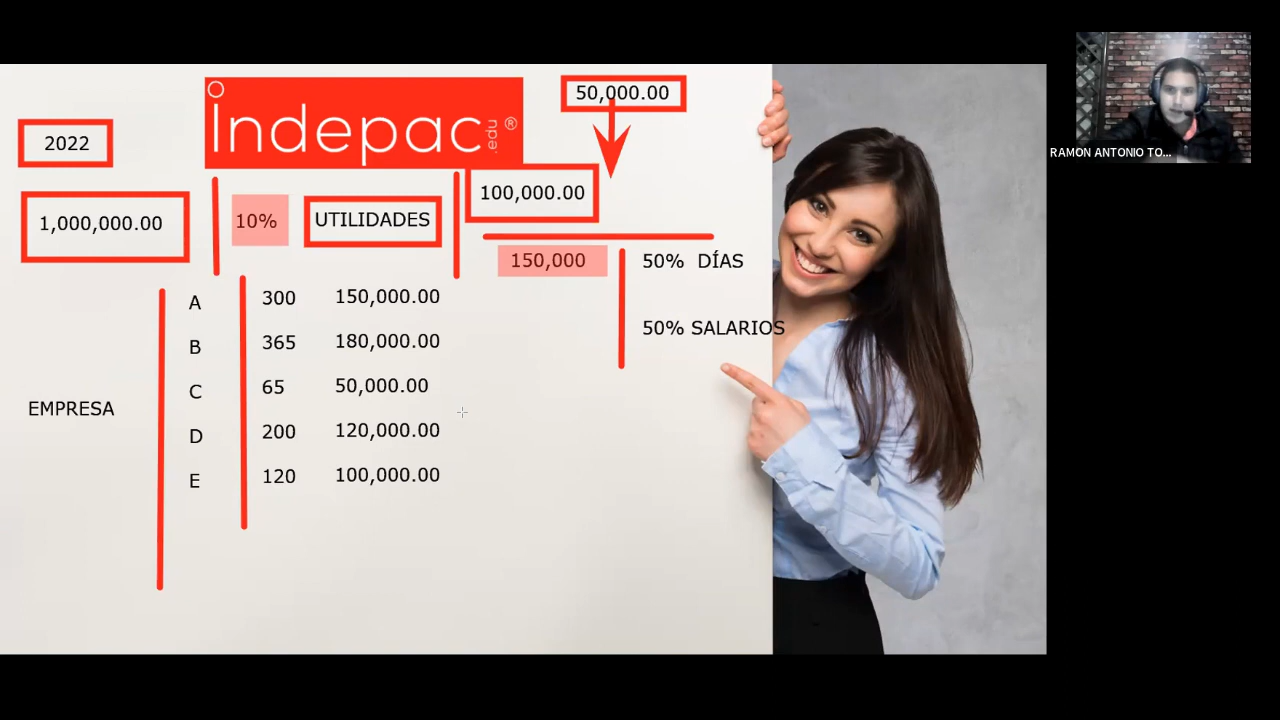 50,000.00
Indepac .edu ®
2022
100,000.00
1,000,000.00 10% UTILIDADES
150,000 50% DÍAS
A 300 150,000.00
50% SALARIOS
B 365 180,000.00
C 65 50,000.00
EMPRESA
D 200 120,000.00
E 120 100,000.00
RAMON ANTONIO TO...